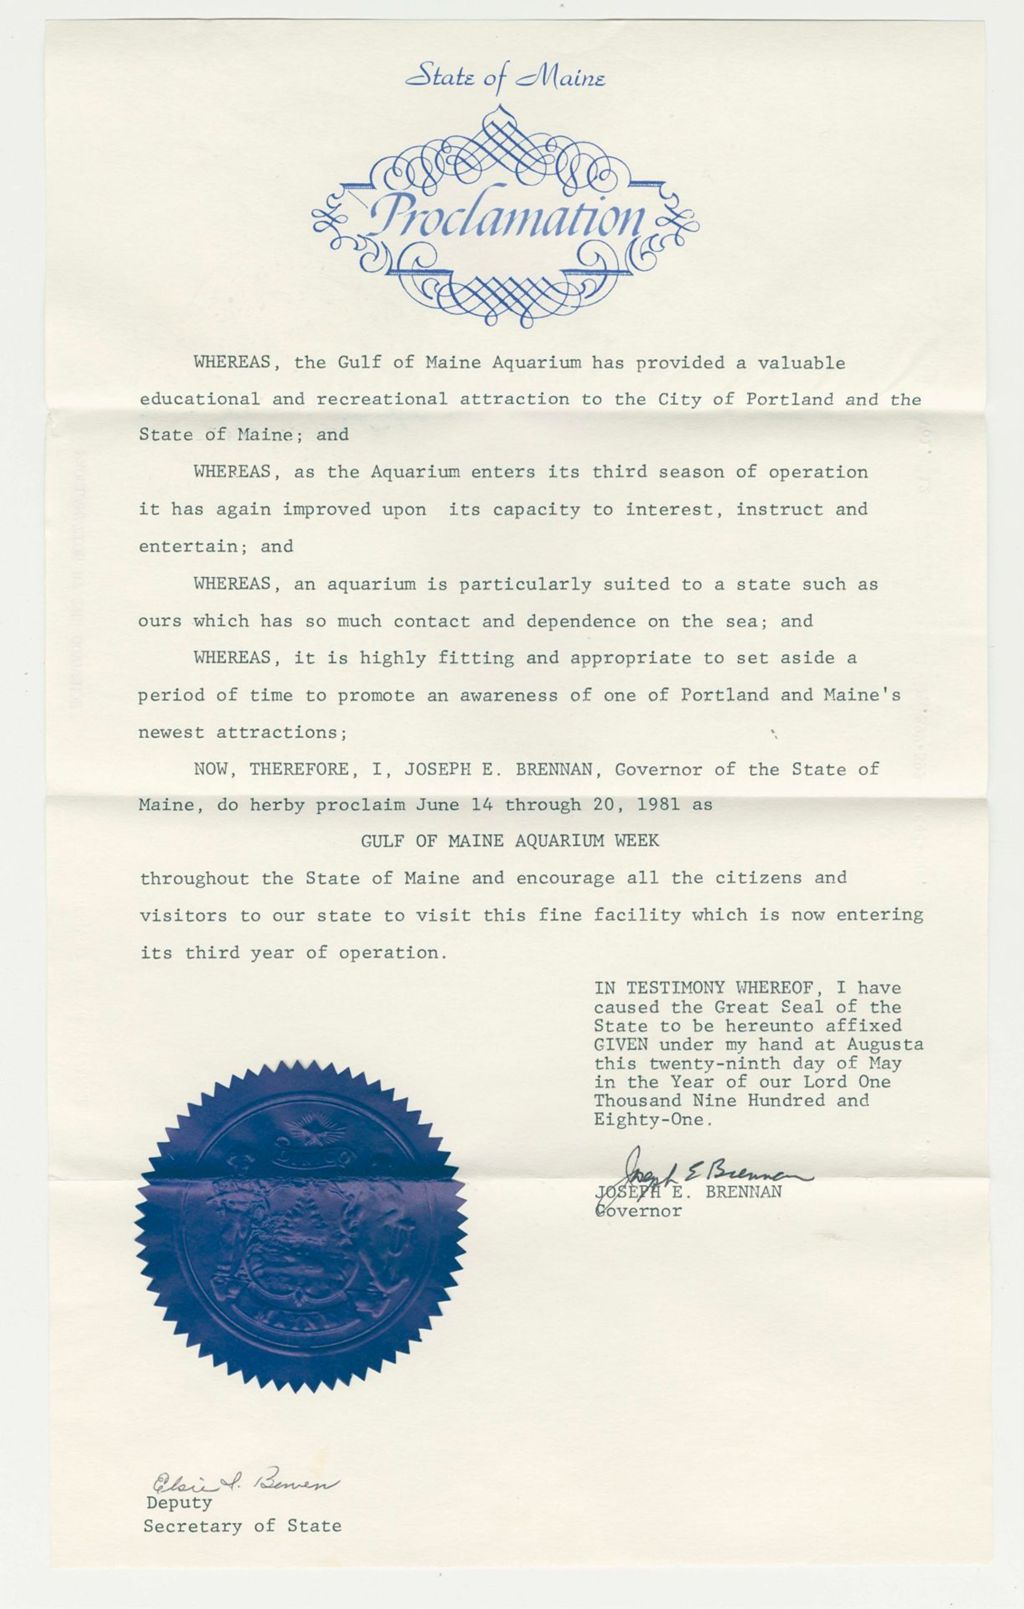 State of Maine
Proclamation
WHEREAS, the Gulf of Maine Aquarium has provided a valuable
educational and recreational attraction to the City of Portland and the
State of Maine; and
WHEREAS, as the Aquarium enters its third season of operation
it has again improved upon its capacity to interest, instruct and
entertain; and
WHEREAS, an aquarium is particularly suited to a state such as
ours which has so much contact and dependence on the sea; and
WHEREAS, it is highly fitting and appropriate to set aside a
period of time to promote an awareness of one of Portland and Maine's
newest attractions;
NOW, THEREFORE, I, JOSEPH E. BRENNAN, Governor of the State of
Maine, do herby proclaim June 14 through 20, 1981 as
GULF OF MAINE AQUARIUM WEEK
throughout the State of Maine and encourage all the citizens and
visitors to our state to visit this fine facility which is now entering
its third year of operation.
IN TESTIMONY WHEREOF, I have
caused the Great Seal of the
State to be hereunto affixed
GIVEN under my hand at Augusta
this twenty-ninth day of May
in the Year of our Lord One
Thousand Nine Hundred and
Eighty-One.
Joseph E Brennan
JOSEPH E. BRENNAN
Governor
Elsie I. Bowen
Deputy
Secretary of State